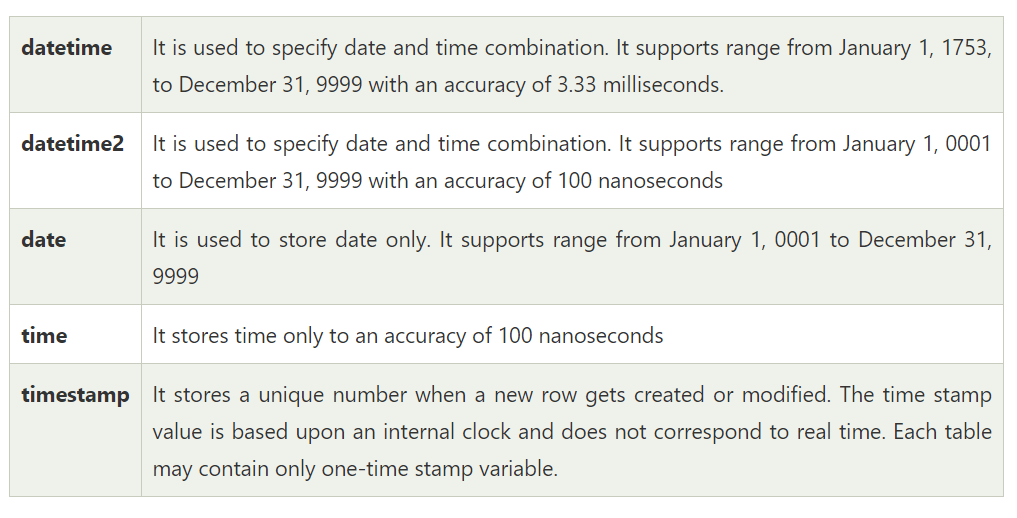 datetime It is used to specify date and time combination. It supports range from January 1, 1753,
to December 31, 9999 with an accuracy of 3.33 milliseconds.
datetime2 It is used to specify date and time combination. It supports range from January 1, 0001
to December 31, 9999 with an accuracy of 100 nanoseconds
date It is used to store date only. It supports range from January 1, 0001 to December 31,
9999
time It stores time only to an accuracy of 100 nanoseconds
timestamp It stores a unique number when a new row gets created or modified. The time stamp
value is based upon an internal clock and does not correspond to real time. Each table
may contain only one-time stamp variable.